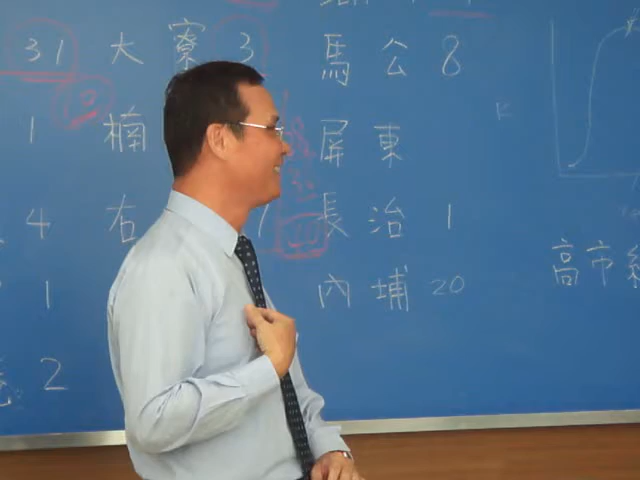 31 大寮 3 馬公 8
1 楠 屏東
4 右 長治 1
1 內埔 20
2
高市